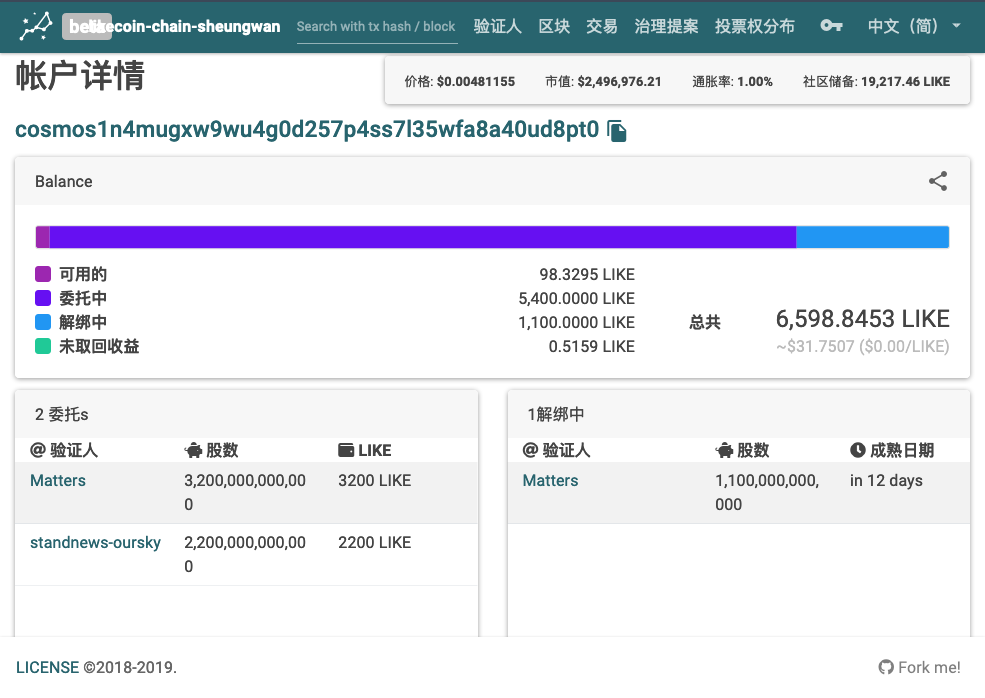 beta likecoin-chain-sheungwan Search with tx hash / block 验证人 区块 交易 治理提案 投票权分布 中文（简）
帐户详情
价格: $0.00481155 市值: $2,496,976.21 通胀率: 1.00% 社区储备: 19,217.46 LIKE
cosmos1n4mugxw9wu4g0d257p4ss7l35wfa8a40ud8pt0
Balance
可用的 98.3295 LIKE
委托中 5,400.0000 LIKE
解绑中 1,100.0000 LIKE
未取回收益 0.5159 LIKE
总共 6,598.8453 LIKE
~$31.7507 ($0.00/LIKE)
2 委托s
@ 验证人 股数 LIKE
Matters 3,200,000,000,00 3200 LIKE
0
standnews-oursky 2,200,000,000,00 2200 LIKE
0
1解绑中
@ 验证人 股数 成熟日期
Matters 1,100,000,000, in 12 days
000
LICENSE ©2018-2019.
Fork me!